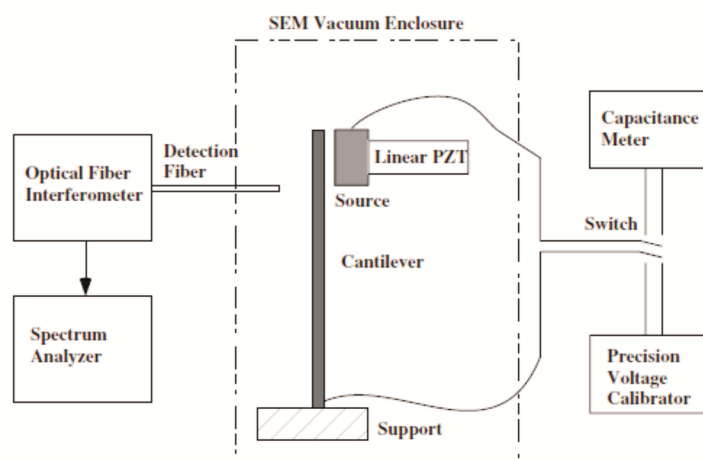 SEM Vacuum Enclosure
Optical Fiber
Interferometer
Detection
Fiber
Linear PZT
Source
Cantilever
Capacitance
Meter
Switch
Spectrum
Analyzer
Precision
Voltage
Calibrator
Support